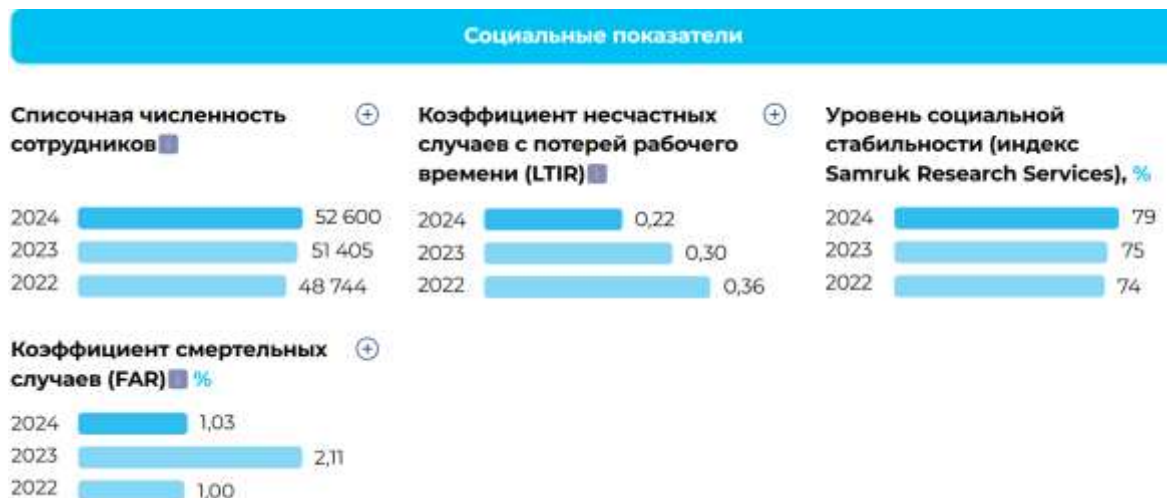 Социальные показатели
Списочная численность
сотрудников
2024 52 600
2023 51 405
2022 48 744
Коэффициент несчастных
случаев с потерей рабочего
времени (LTIR)
2024 0,22
2023 0,30
2022 0,36
Уровень социальной
стабильности (индекс
Samruk Research Services), %
2024 79
2023 75
2022 74
Коэффициент смертельных
случаев (FAR) %
2024 1,03
2023 2,11
2022 1,00